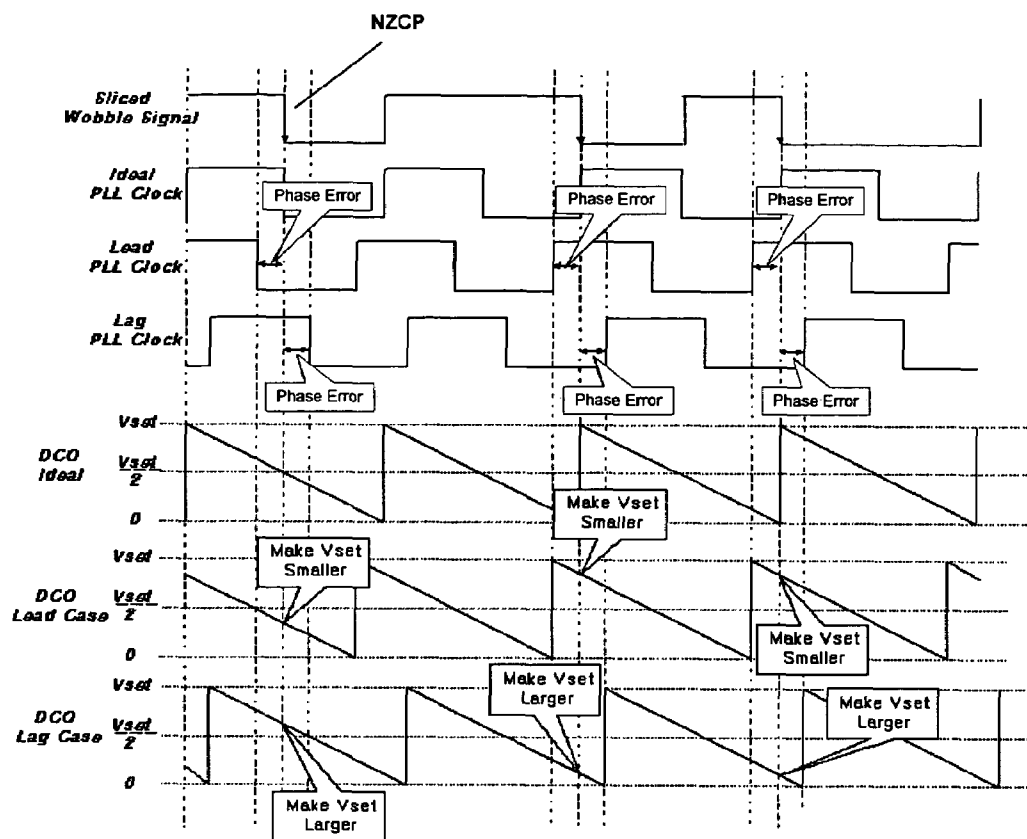 NZCP
Sliced
Wobble Signal
Ideal
PLL Clock
Phase Error
Phase Error
Phase Error
Lead
PLL Clock
Lag
PLL Clock
Phase Error
Phase Error
Phase Error
DCO
Ideal
Vset
Vset
2
0
Make Vset
Smaller
DCO
Lead Case
Vset
Vset
2
0
Make Vset
Smaller
Make Vset
Smaller
DCO
Lag Case
Vset
Vset
2
0
Make Vset
Larger
Make Vset
Larger
Make Vset
Larger